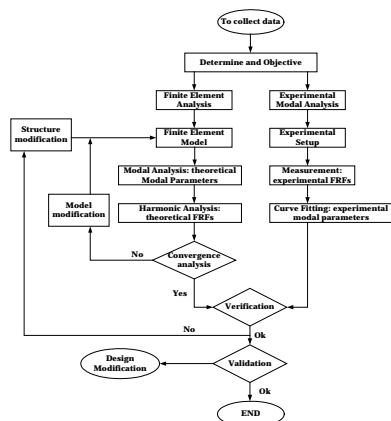 To collect data
Determine and Objective
Finite Element
Analysis
Experimental
Modal Analysis
Structure
modification
Finite Element
Model
Experimental
Setup
Modal Analysis: theoretical
Modal Parameters
Measurement:
experimental FRFs
Model
modification
Harmonic Analysis:
theoretical FRFs
Curve Fitting: experimental
modal parameters
No
Convergence
analysis
Yes
Verification
No
Ok
Design
Modification
Validation
Ok
END